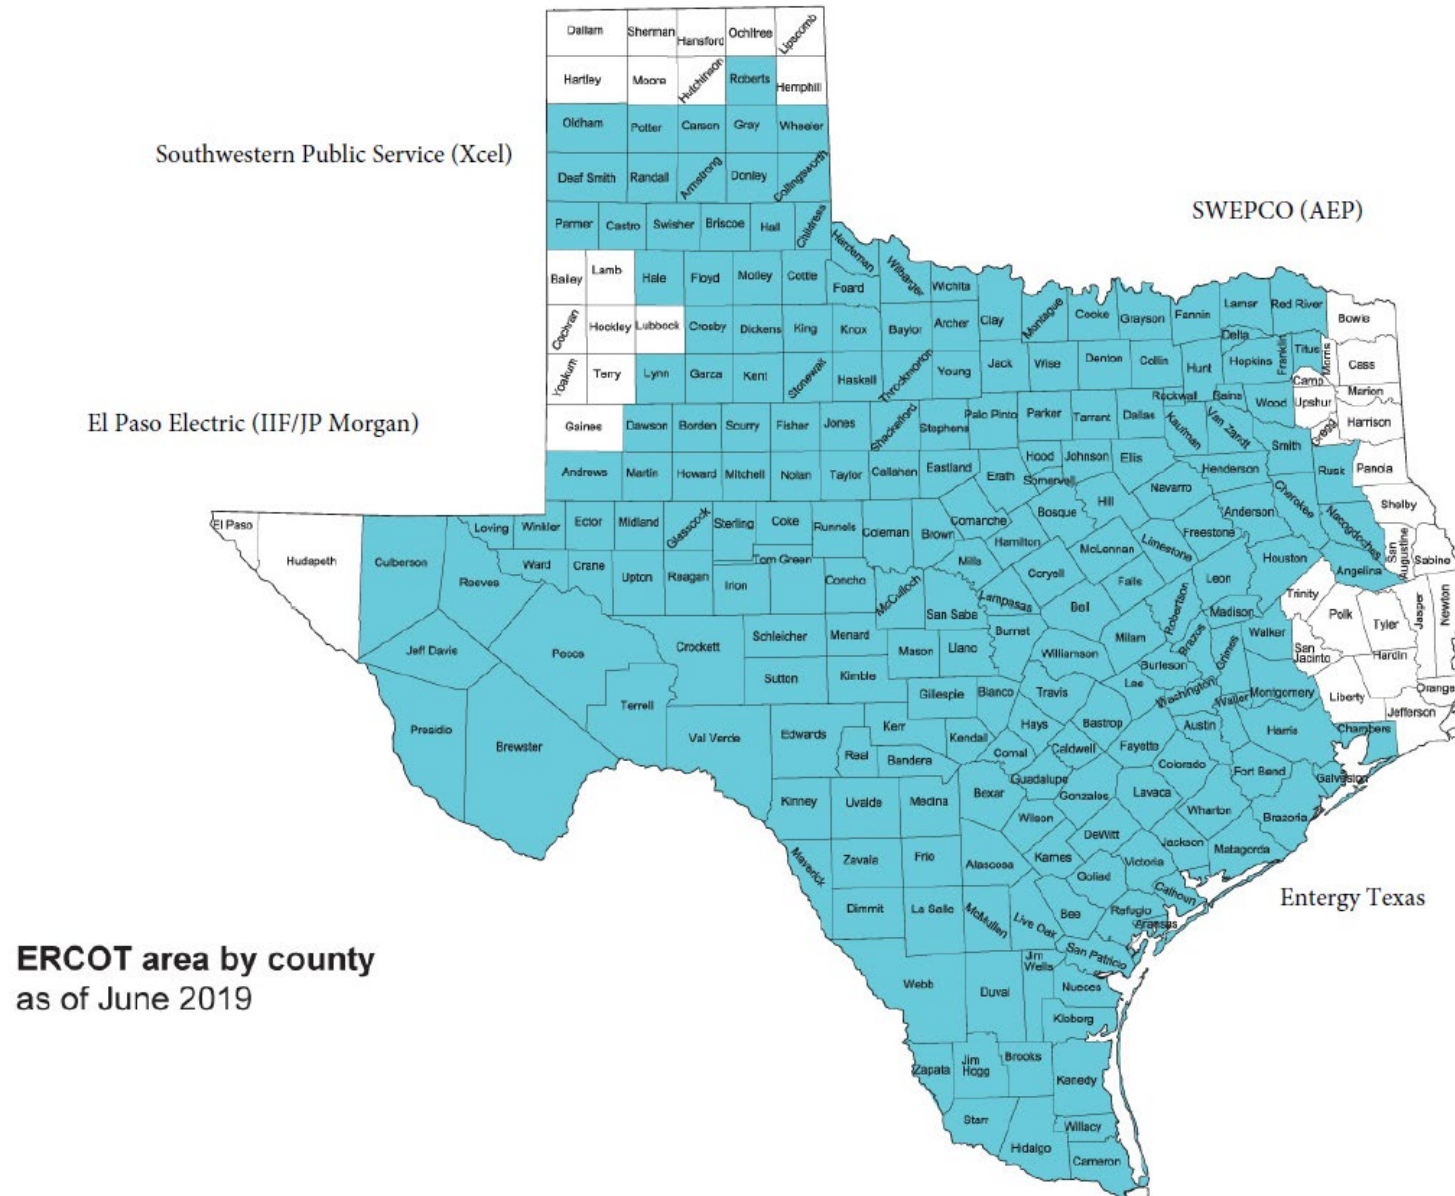 Dallam Sherman Hansford Ochiltree Lipscomb
Hartley Moore Hutchinson Roberts Hemphill
Oldham Potter Carson Gray Wheeler
Southwestern Public Service (Xcel)
Deaf Smith Randall Armstrong Donley Collingsworth
SWEPCO (AEP)
Parmer Castro Swisher Briscoe Hall Childress
Bailey Lamb Hale Floyd Motley Cottle Hardeman Foard Wilbarger Wichita
Cochran Hockley Lubbock Crosby Dickens King Knox Baylor Archer Clay Montague Cooke Grayson Fannin Lamar Red River Bowie
Delta Franklin Titus Morris Cass
Yoakum Terry Lynn Garza Kent Stonewall Haskell Throckmorton Young Jack Wise Denton Collin Hunt Hopkins Camp Marion
El Paso Electric (IIF/JP Morgan)
Rockwall Rains Wood Upshur Gregg Harrison
Gaines Dawson Borden Scurry Fisher Jones Shackelford Stephens Palo Pinto Parker Tarrant Dallas Kaufman Van Zandt Smith
Andrews Martin Howard Mitchell Nolan Taylor Callahan Eastland Erath Hood Johnson Ellis Henderson Rusk Panola
Somervell Hill Navarro Cherokee Shelby
El Paso Hudspeth Culberson Loving Winkler Ector Midland Glasscock Sterling Coke Runnels Coleman Brown Comanche Bosque Freestone Anderson Nacogdoches
Hamilton McLennan Limestone Houston San Augustine Sabine
Reeves Ward Crane Upton Reagan Irion Tom Green Concho McCulloch Mills Coryell Falls Leon Angelina
San Saba Lampasas Bell Robertson Madison Trinity Polk Tyler Jasper Newton
Jeff Davis Pecos Crockett Schleicher Menard Mason Llano Burnet Williamson Milam Brazos Grimes Walker San Jacinto Hardin
Terrell Sutton Kimble Gillespie Blanco Travis Lee Burleson Washington Waller Montgomery Liberty Orange
Presidio Brewster Val Verde Edwards Kerr Kendall Hays Bastrop Austin Harris Chambers Jefferson
Real Bandera Comal Caldwell Fayette Colorado Fort Bend Galveston
Kinney Uvalde Medina Bexar Guadalupe Gonzales Lavaca Wharton Brazoria
Wilson DeWitt Jackson Matagorda
Maverick Zavala Frio Atascosa Karnes Goliad Victoria Calhoun
Entergy Texas
Dimmit La Salle McMullen Live Oak Bee Refugio Aransas
ERCOT area by county
as of June 2019
San Patricio
Webb Duval Jim Wells Nueces
Kleberg
Zapata Jim Hogg Brooks Kenedy
Starr Hidalgo Willacy
Cameron